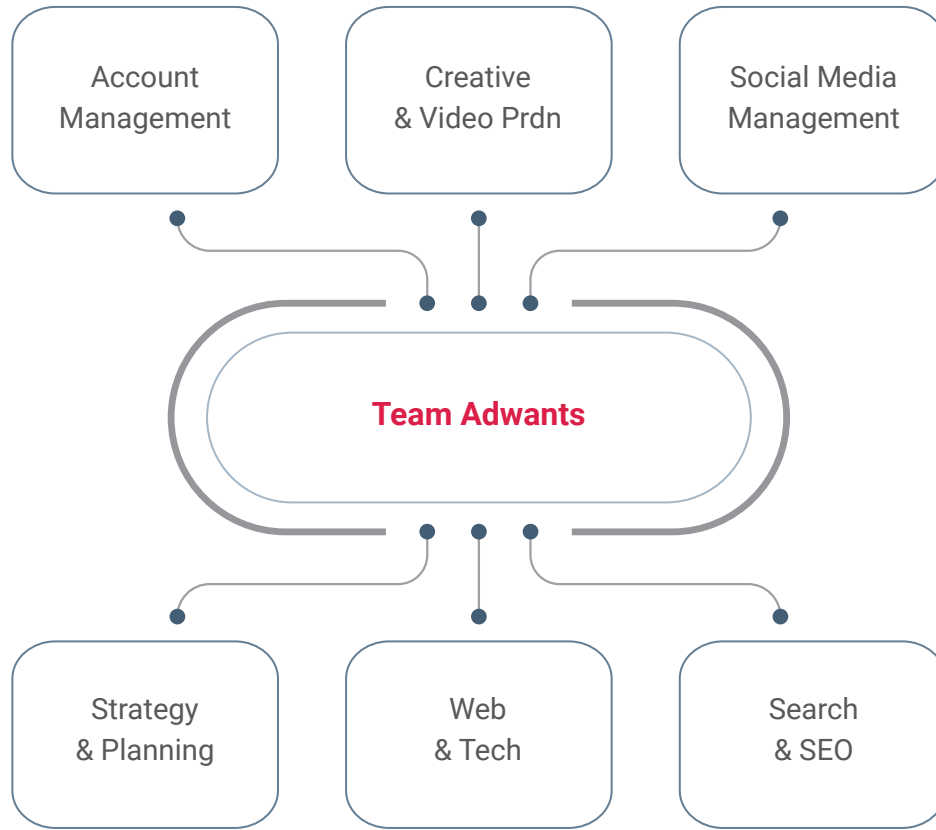 Account
Management
Creative
& Video Prdn
Social Media
Management
Team Adwants
Strategy
& Planning
Web
& Tech
Search
& SEO